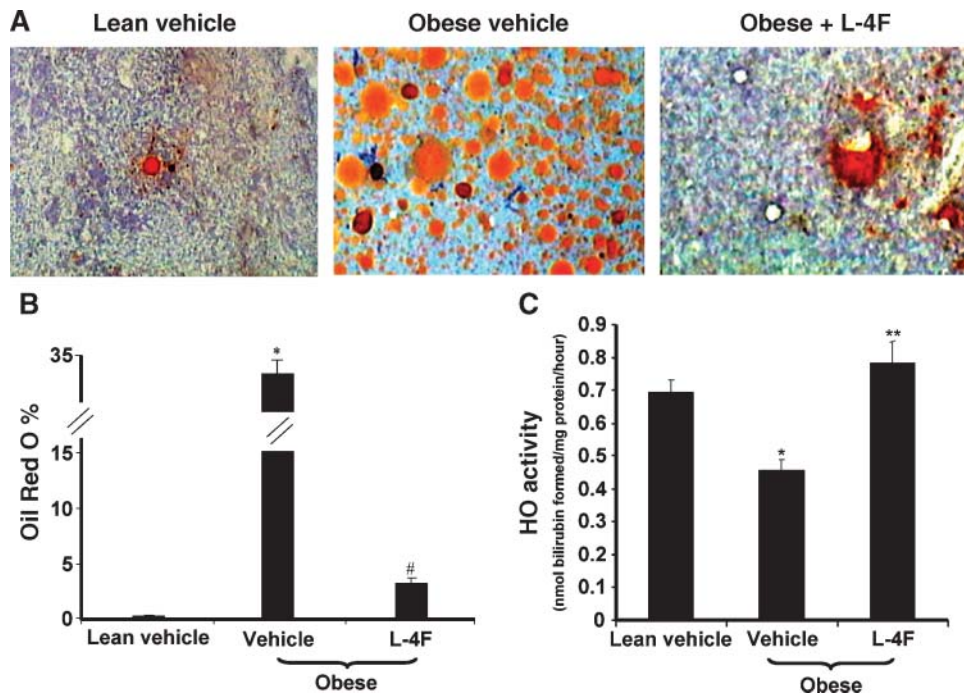 A
Lean vehicle
Obese vehicle
Obese + L-4F
B
Oil Red O %
35
15
10
5
0
*
#
Lean vehicle
Vehicle
L-4F
Obese
C
HO activity
(nmol bilirubin formed/mg protein/hour)
0.9
0.8
0.7
0.6
0.5
0.4
0.3
0.2
0.1
0
*
**
Lean vehicle
Vehicle
L-4F
Obese